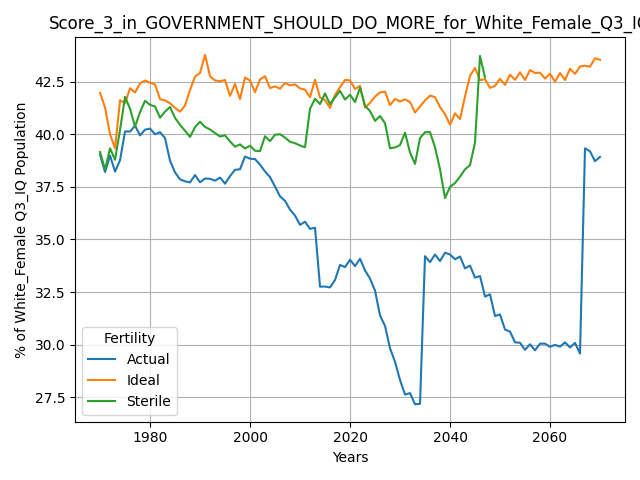 Score_3_in_GOVERNMENT_SHOULD_DO_MORE_for_White_Female_Q3_IQ
% of White_Female Q3_IQ Population
42.5
40.0
37.5
35.0
32.5
30.0
27.5
Fertility
Actual
Ideal
Sterile
1980
2000
2020
2040
2060
Years